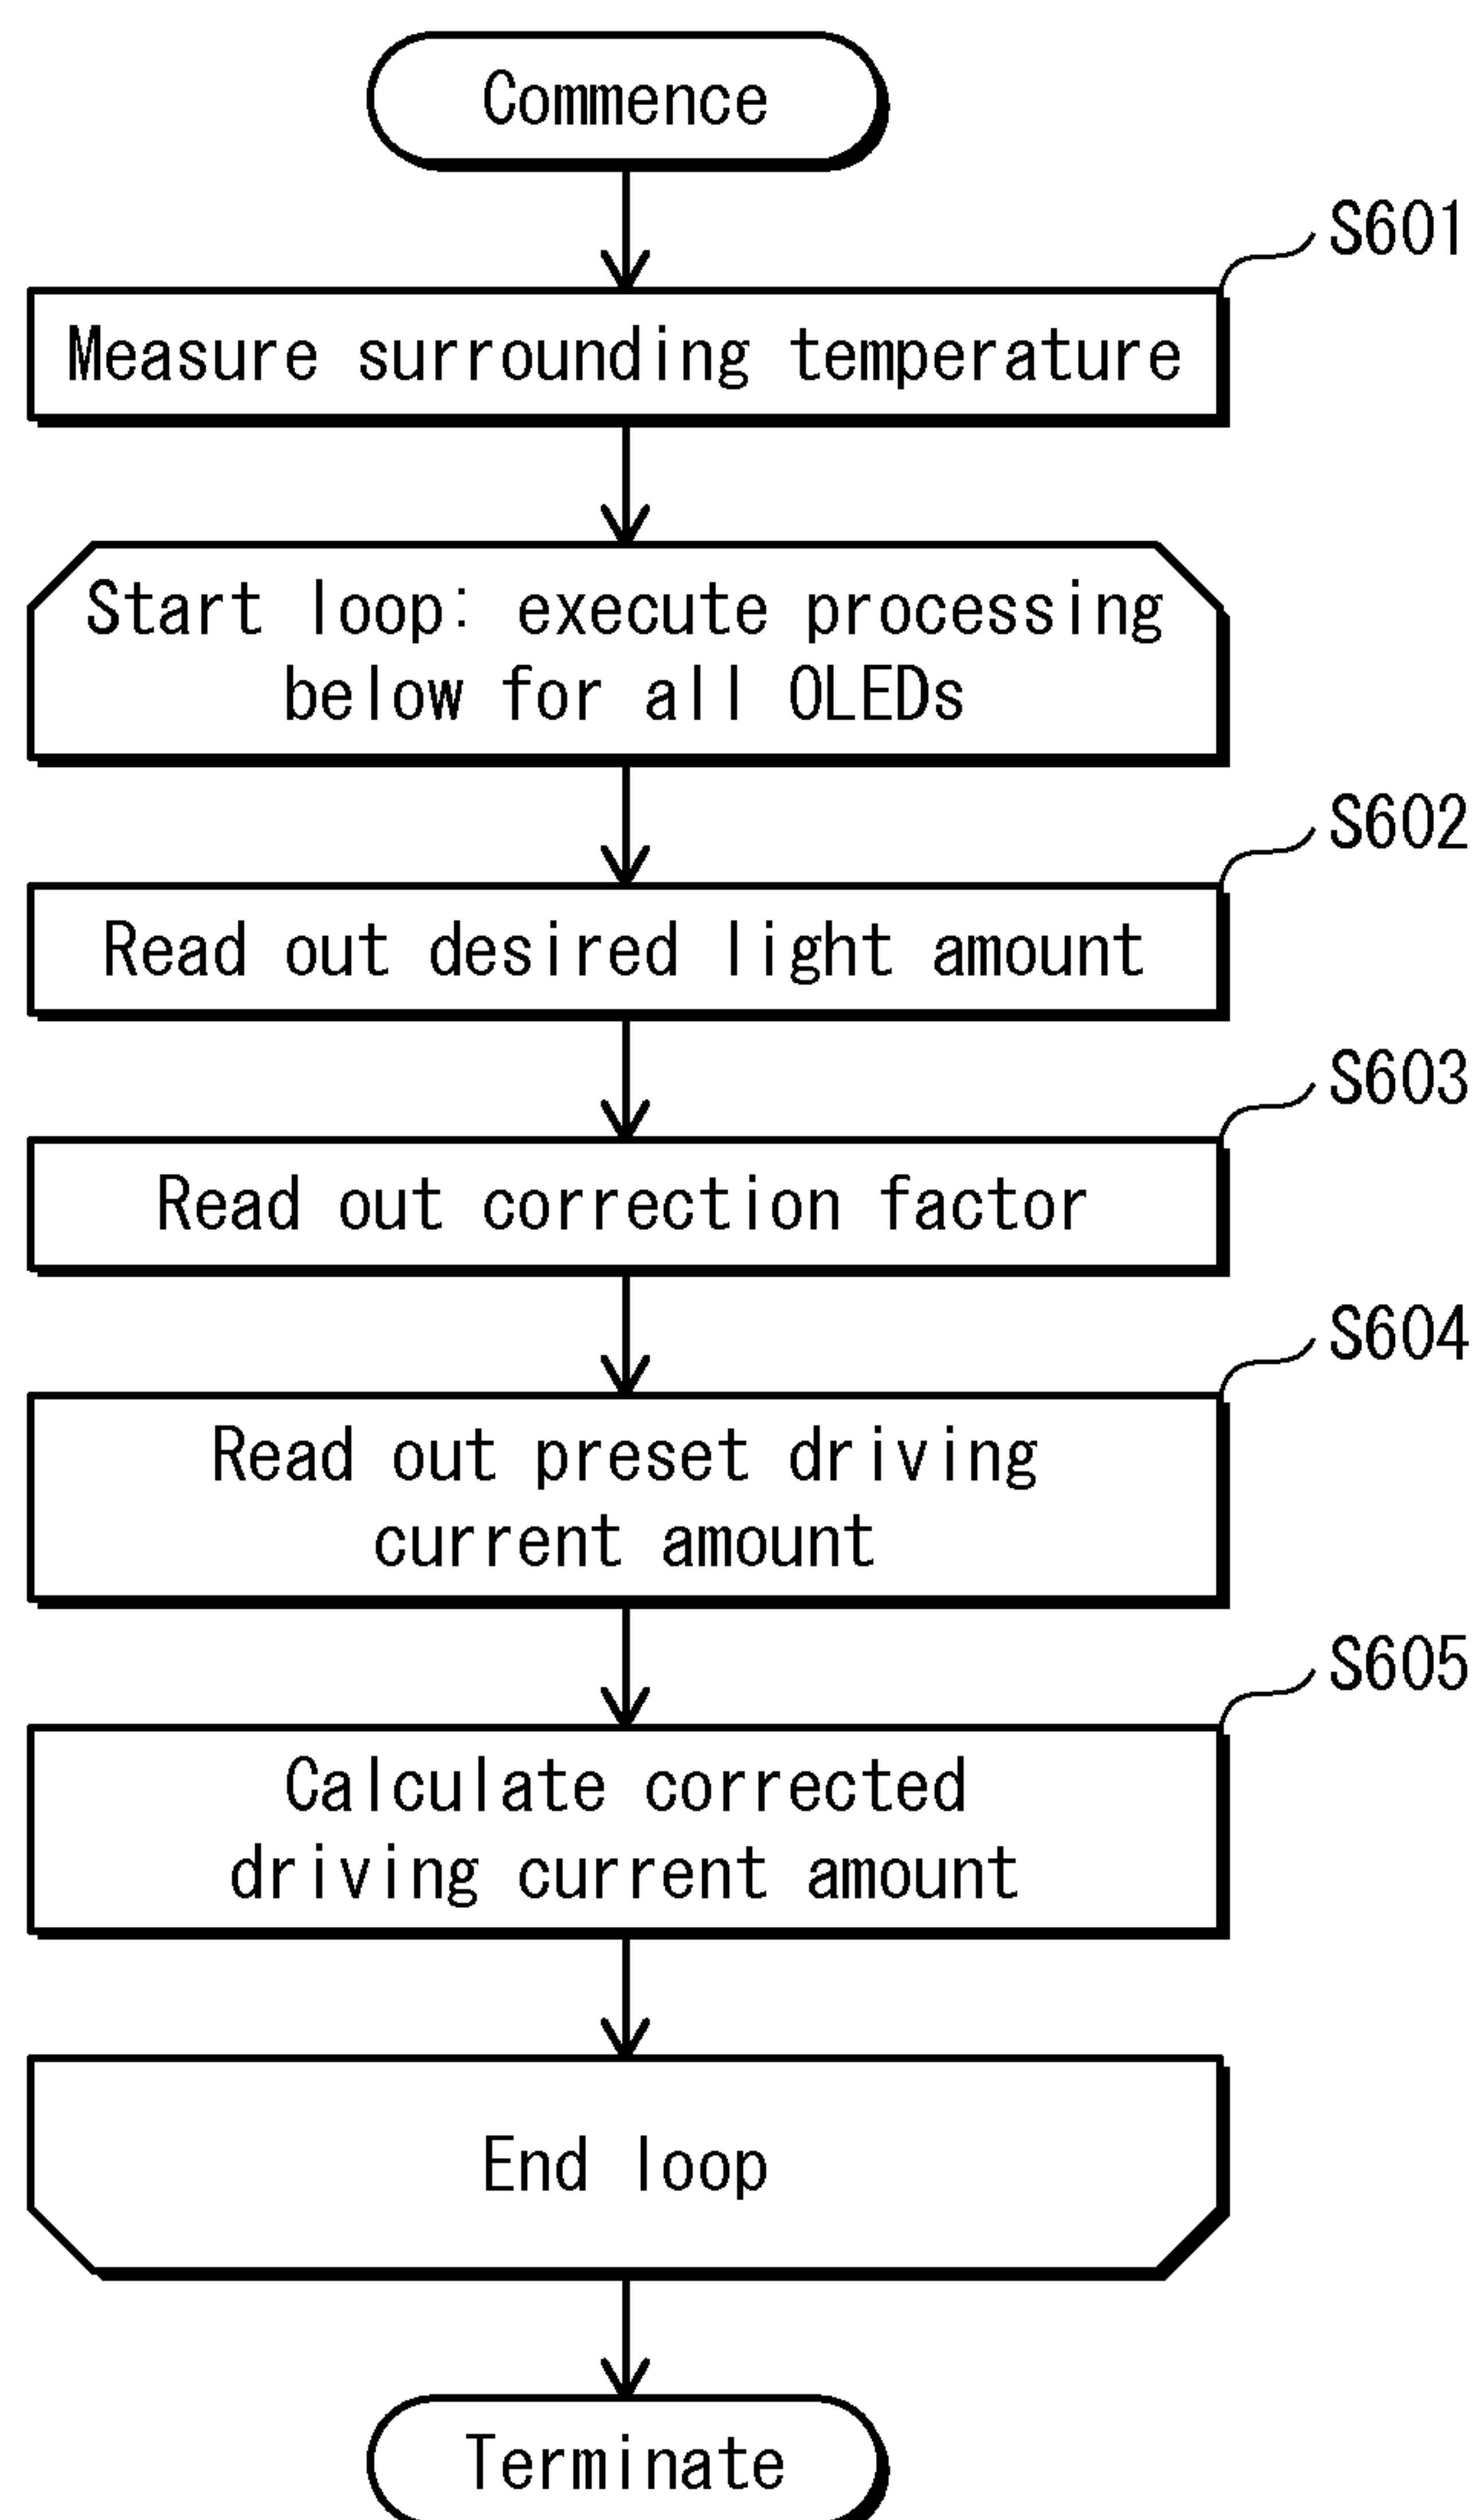 Commence
S601
Measure surrounding temperature
Start loop: execute processing
below for all OLEDs
S602
Read out desired light amount
S603
Read out correction factor
S604
Read out preset driving
current amount
S605
Calculate corrected
driving current amount
End loop
Terminate